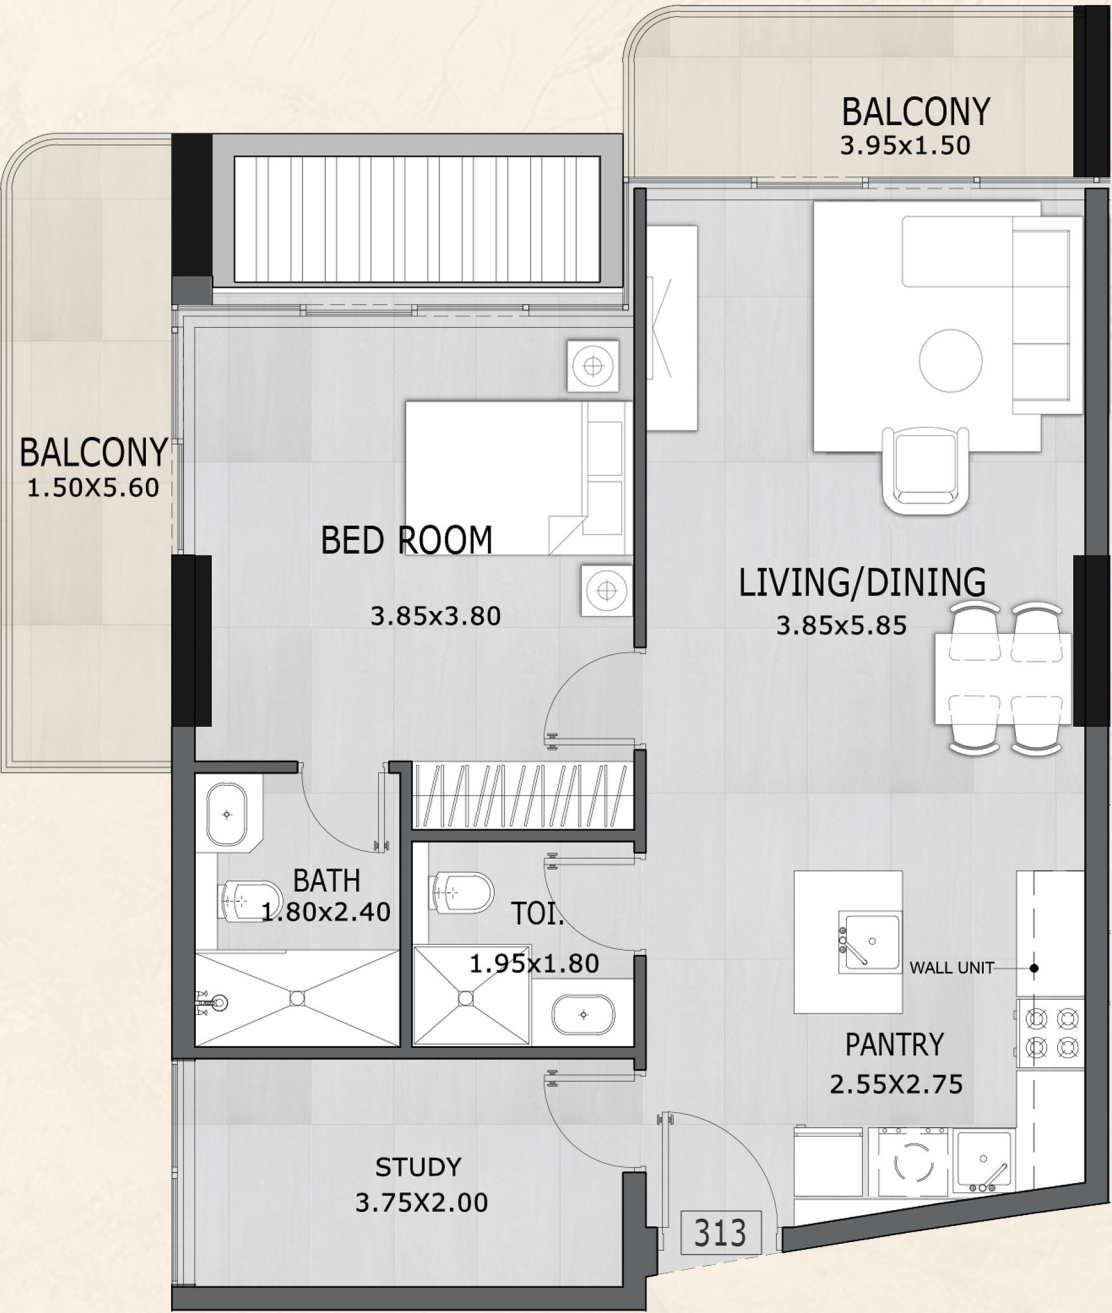 BALCONY
3.95x1.50
BALCONY
1.50X5.60
BED ROOM
3.85x3.80
LIVING/DINING
3.85x5.85
BATH
1.80x2.40
TOI.
1.95x1.80
WALL UNIT
PANTRY
2.55X2.75
STUDY
3.75X2.00
313